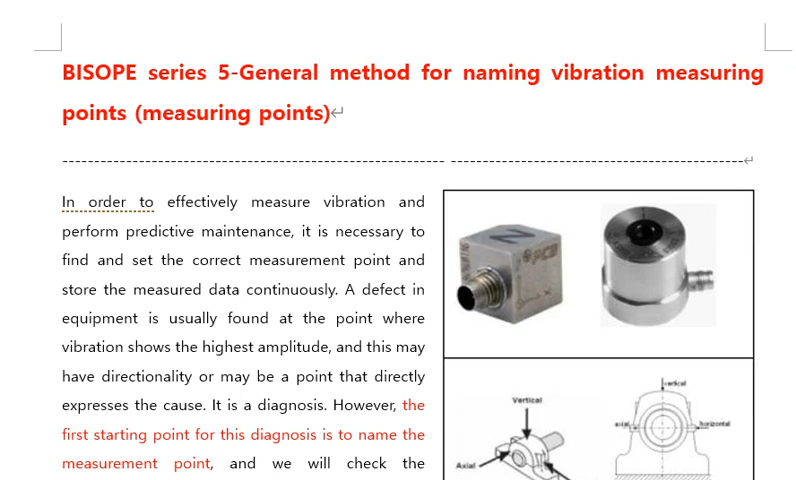 BISOPE series 5-General method for naming vibration measuring
points (measuring points)
In order to effectively measure vibration and
perform predictive maintenance, it is necessary to
find and set the correct measurement point and
store the measured data continuously. A defect in
equipment is usually found at the point where
vibration shows the highest amplitude, and this may
have directionality or may be a point that directly
expresses the cause. It is a diagnosis. However, the
first starting point for this diagnosis is to name the
measurement point, and we will check the
Z
PCB
Vertical
Axial
vertical
axial
horizontal